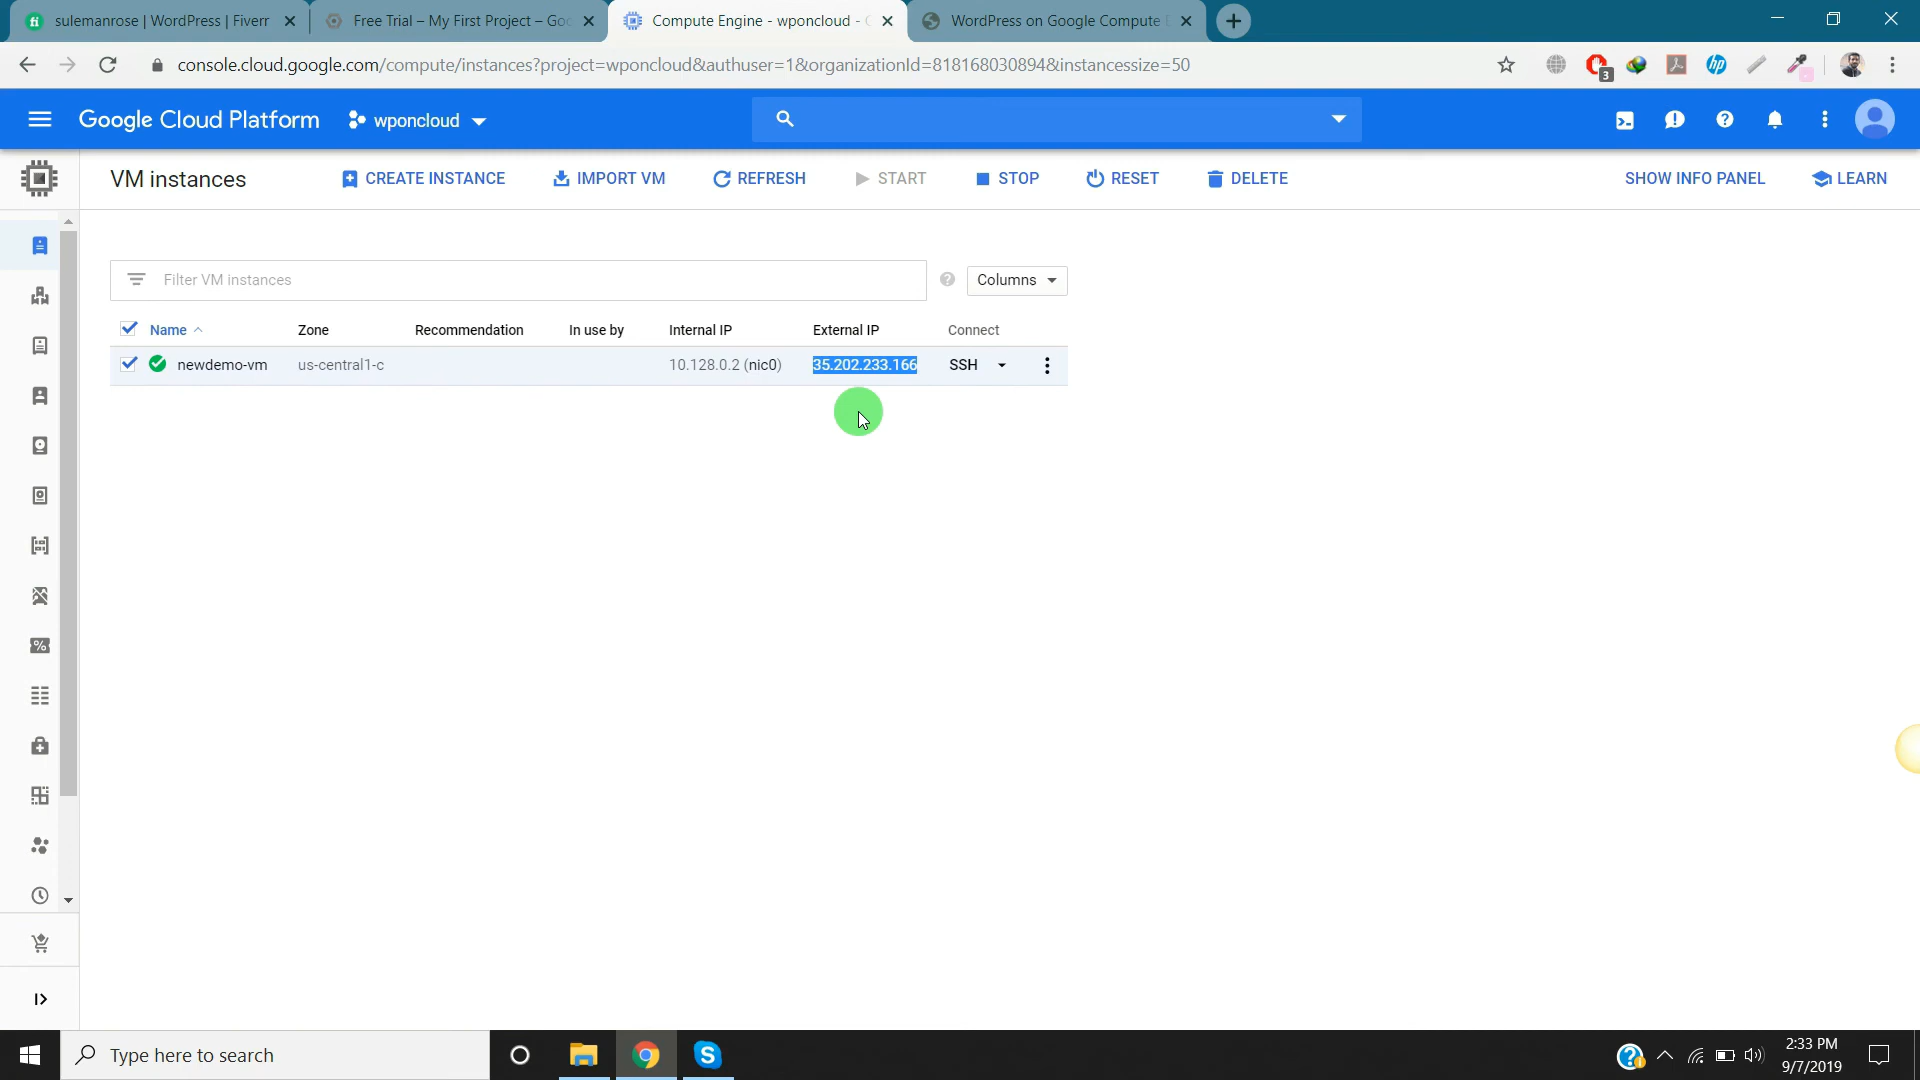 sulemanrose | WordPress | Fiverr
Free Trial – My First Project – Goo
Compute Engine - wponcloud - G
WordPress on Google Compute E
console.cloud.google.com/compute/instances?project=wponcloud&authuser=1&organizationId=818168030894&instancessize=50
3
hp
Google Cloud Platform
wponcloud
VM instances
CREATE INSTANCE
IMPORT VM
REFRESH
START
STOP
RESET
DELETE
SHOW INFO PANEL
LEARN
Filter VM instances
Columns
Name
Zone
Recommendation
In use by
Internal IP
External IP
Connect
newdemo-vm
us-central1-c
10.128.0.2 (nic0)
35.202.233.166
SSH
Type here to search
2:33 PM
9/7/2019